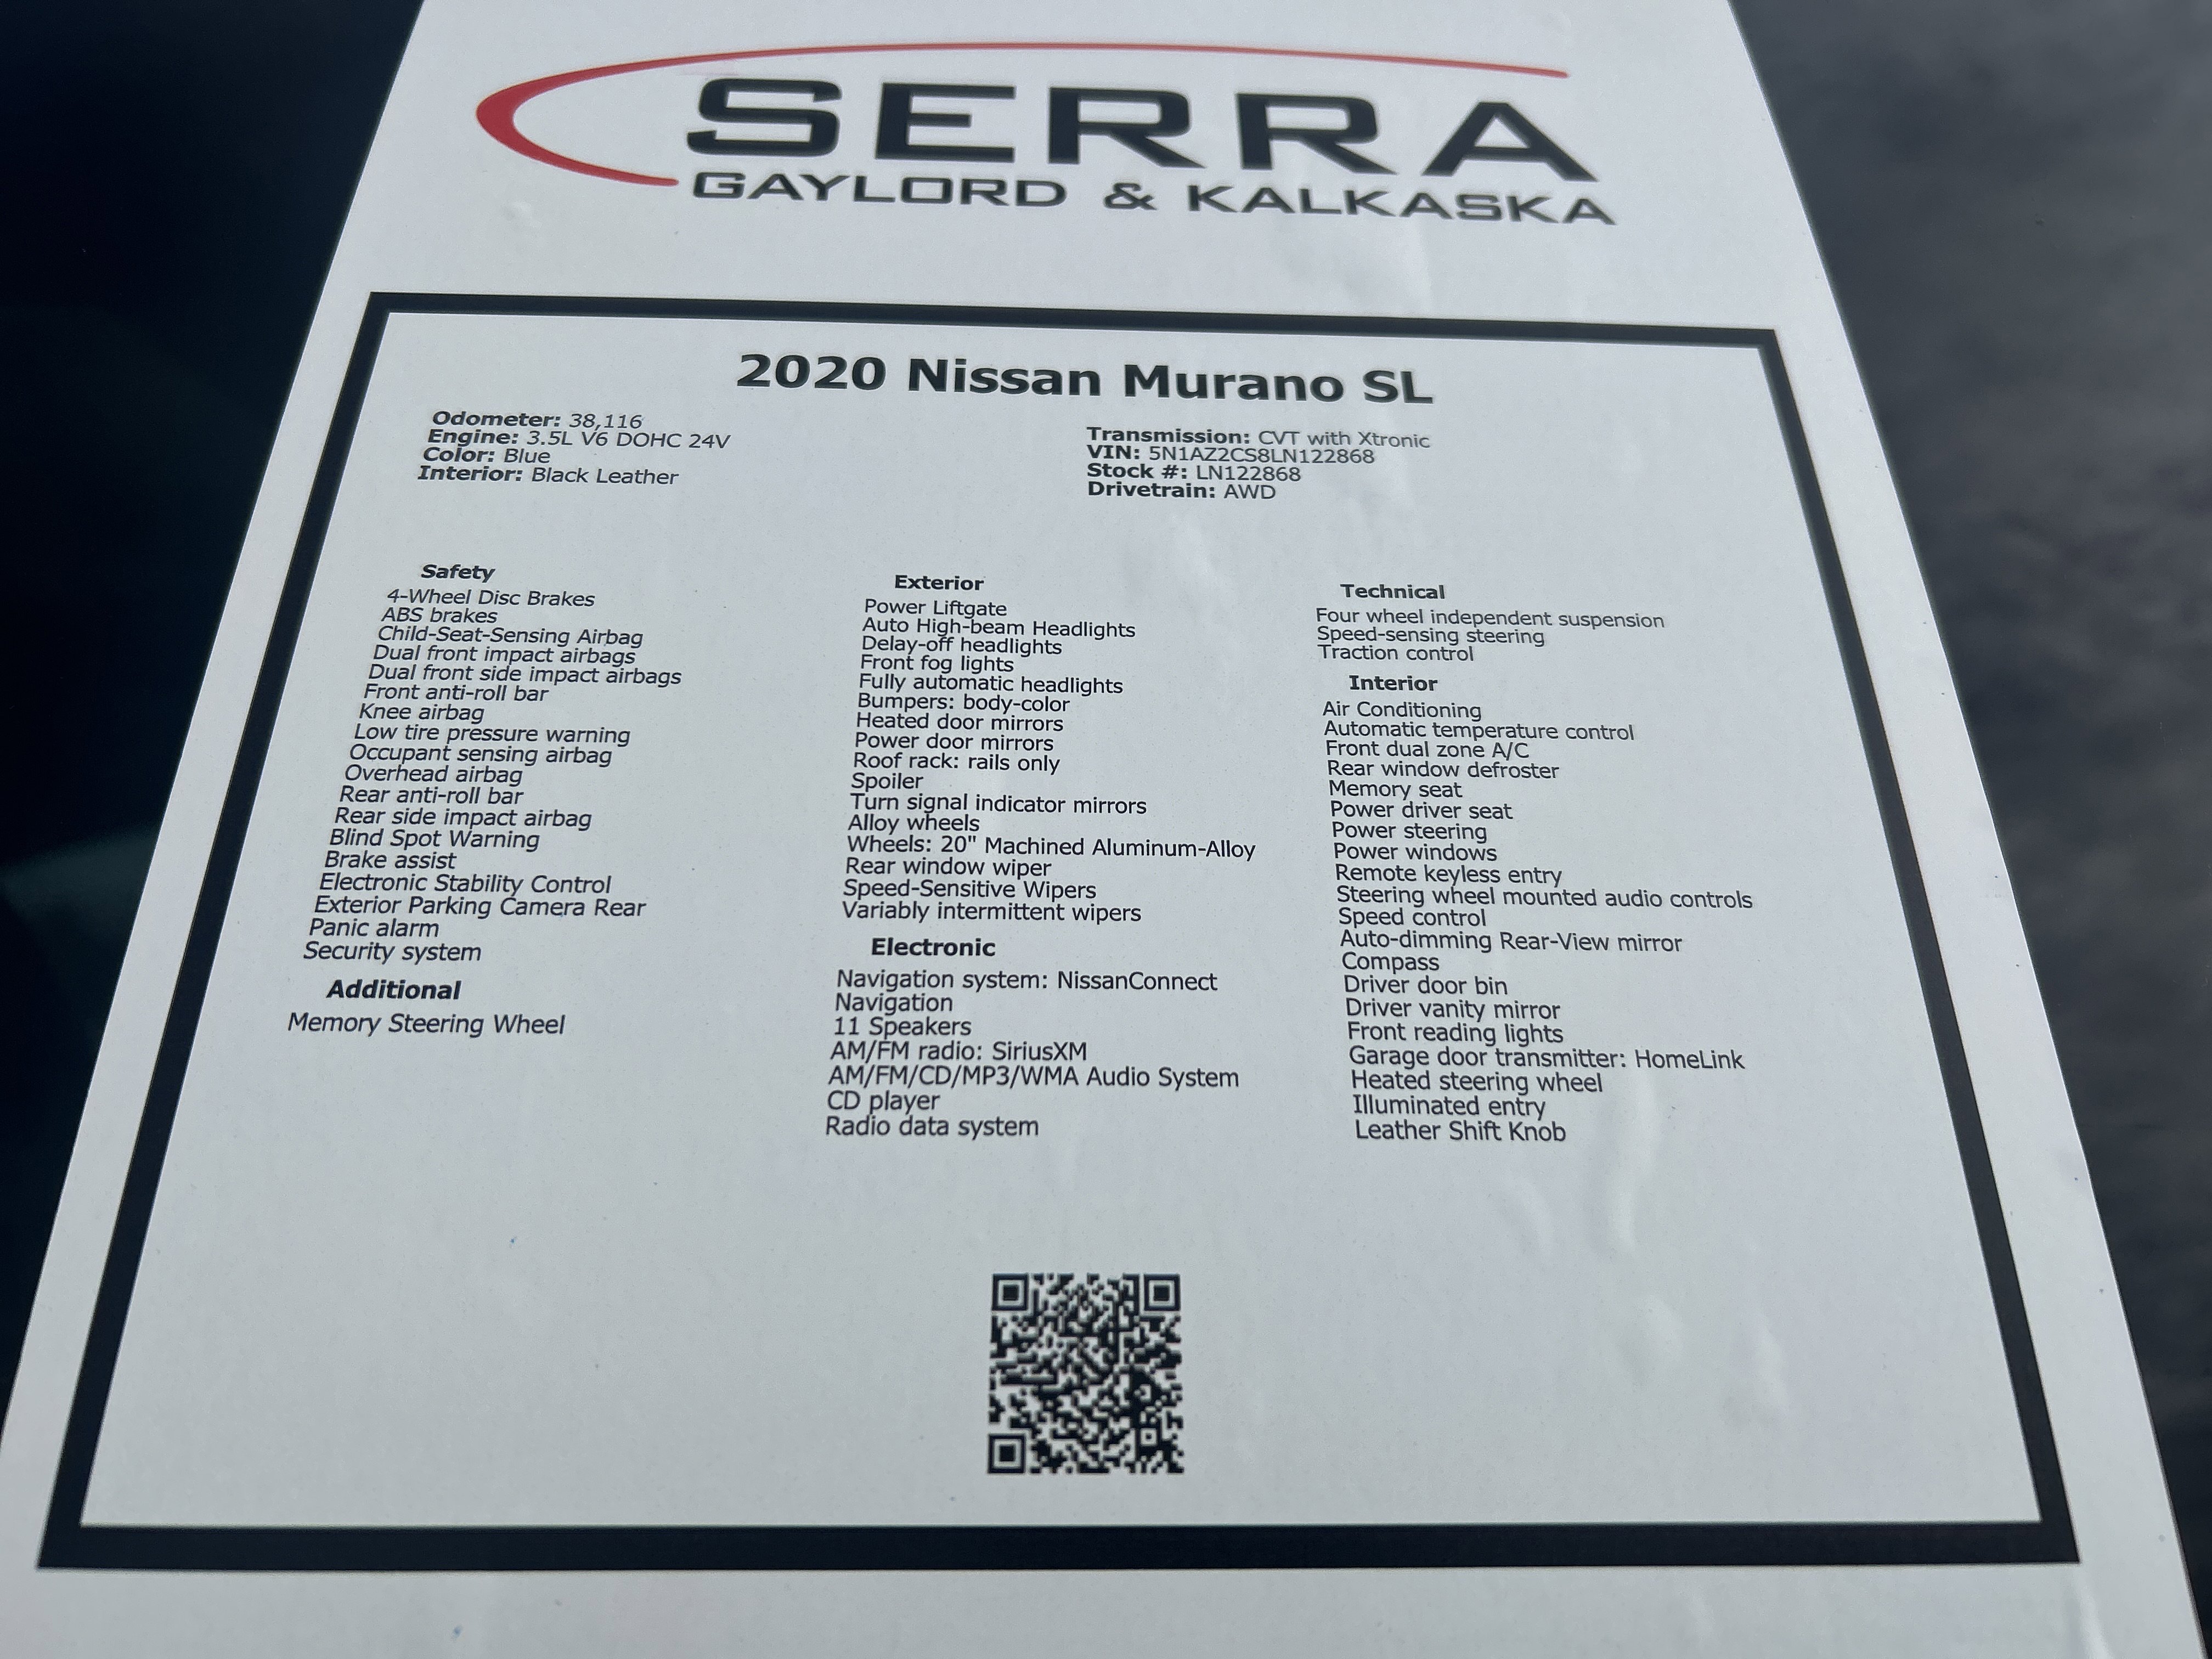 SERRA
GAYLORD & KALKASKA
2020 Nissan Murano SL
Odometer: 38,116
Engine: 3.5L V6 DOHC 24V
Color: Blue
Interior: Black Leather
Transmission: CVT with Xtronic
VIN: 5N1AZ2CS8LN122868
Stock #: LN122868
Drivetrain: AWD
Safety
4-Wheel Disc Brakes
ABS brakes
Child-Seat-Sensing Airbag
Dual front impact airbags
Dual front side impact airbags
Front anti-roll bar
Knee airbag
Low tire pressure warning
Occupant sensing airbag
Overhead airbag
Rear anti-roll bar
Rear side impact airbag
Blind Spot Warning
Brake assist
Electronic Stability Control
Exterior Parking Camera Rear
Panic alarm
Security system
Additional
Memory Steering Wheel
Exterior
Power Liftgate
Auto High-beam Headlights
Delay-off headlights
Front fog lights
Fully automatic headlights
Bumpers: body-color
Heated door mirrors
Power door mirrors
Roof rack: rails only
Spoiler
Turn signal indicator mirrors
Alloy wheels
Wheels: 20" Machined Aluminum-Alloy
Rear window wiper
Speed-Sensitive Wipers
Variably intermittent wipers
Electronic
Navigation system: NissanConnect
Navigation
11 Speakers
AM/FM radio: SiriusXM
AM/FM/CD/MP3/WMA Audio System
CD player
Radio data system
Technical
Four wheel independent suspension
Speed-sensing steering
Traction control
Interior
Air Conditioning
Automatic temperature control
Front dual zone A/C
Rear window defroster
Memory seat
Power driver seat
Power steering
Power windows
Remote keyless entry
Steering wheel mounted audio controls
Speed control
Auto-dimming Rear-View mirror
Compass
Driver door bin
Driver vanity mirror
Front reading lights
Garage door transmitter: HomeLink
Heated steering wheel
Illuminated entry
Leather Shift Knob